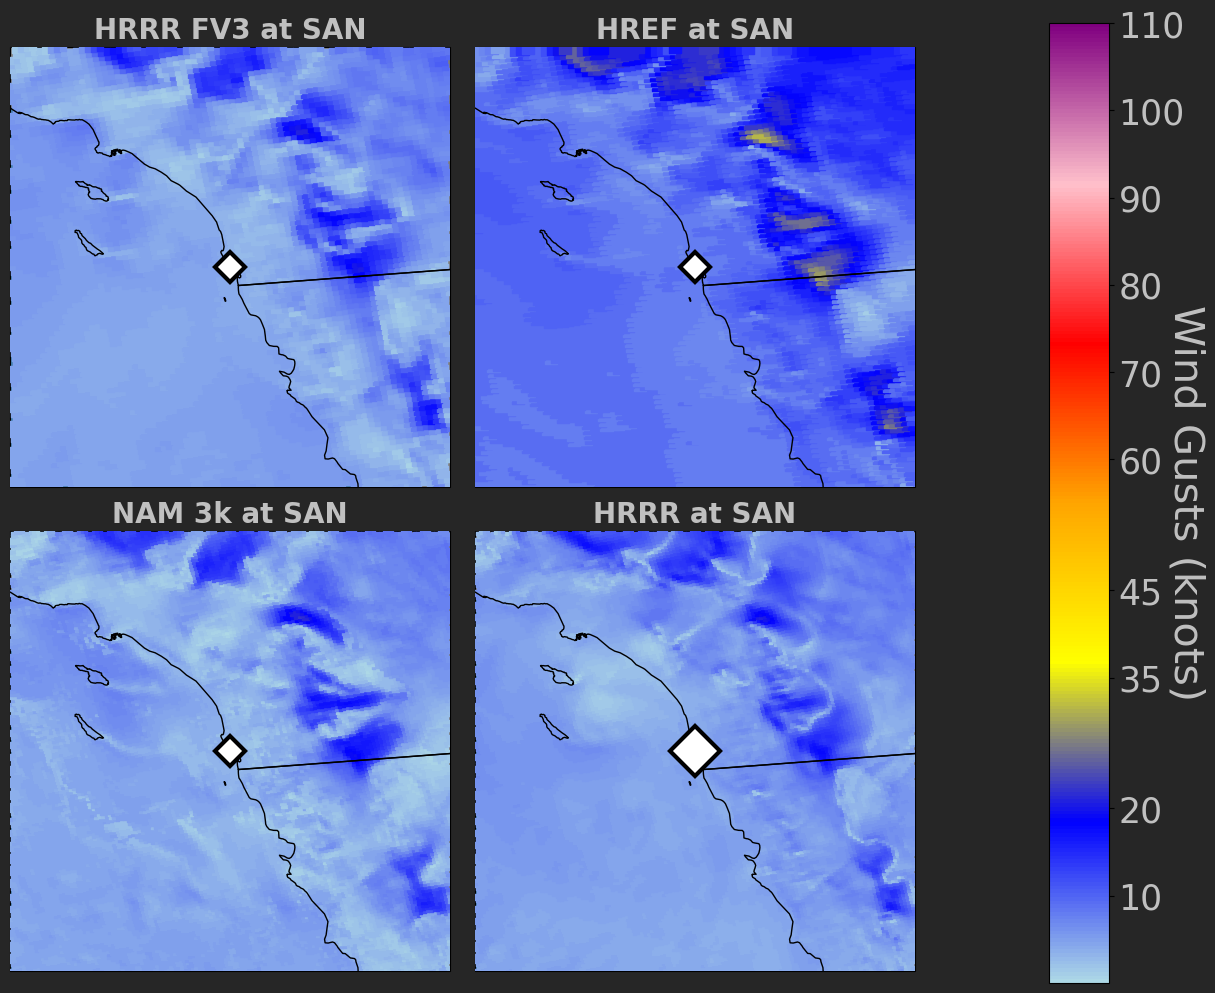 HRRR FV3 at SAN
HREF at SAN
NAM 3k at SAN
HRRR at SAN
110
100
90
80
70
60
45
35
20
10
Wind Gusts (knots)